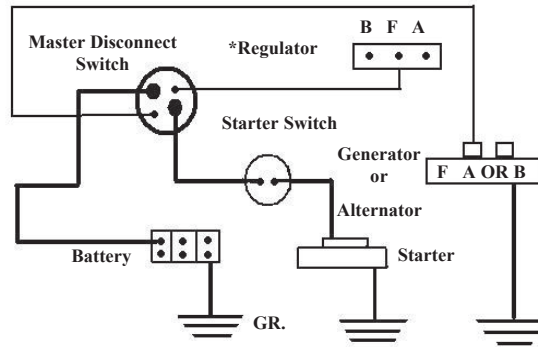 B F A
Master Disconnect
Switch
*Regulator
Starter Switch
Generator
or
Alternator
F A OR B
Battery
Starter
GR.